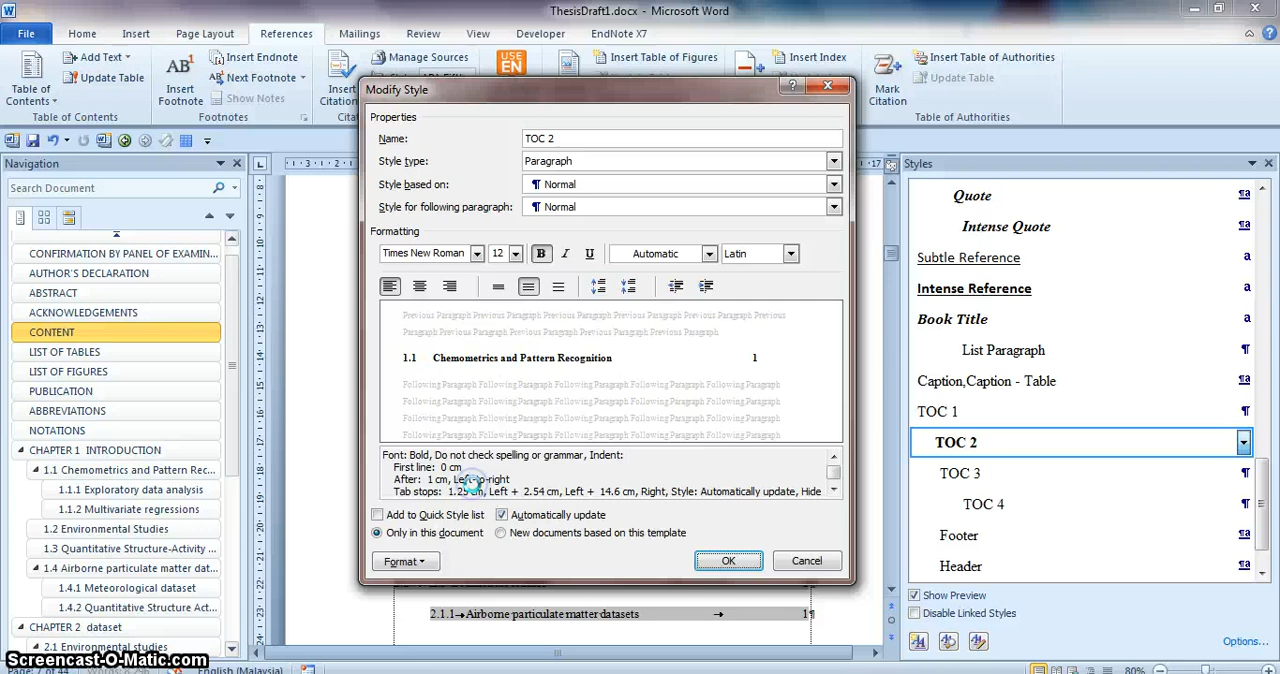 ThesisDraft1.docx - Microsoft Word
File Home Insert Page Layout References Mailings Review View Developer EndNote X7
Table of Contents
Add Text
Update Table
Table of Contents
AB
Insert Footnote
Insert Endnote
Next Footnote
Show Notes
Footnotes
Insert Citation
Manage Sources
USE EN
Insert Table of Figures
Insert Index
Mark Citation
Insert Table of Authorities
Update Table
Table of Authorities
Navigation
Search Document
CONFIRMATION BY PANEL OF EXAMIN...
AUTHOR'S DECLARATION
ABSTRACT
ACKNOWLEDGEMENTS
CONTENT
LIST OF TABLES
LIST OF FIGURES
PUBLICATION
ABBREVIATIONS
NOTATIONS
CHAPTER 1 INTRODUCTION
1.1 Chemometrics and Pattern Rec...
1.1.1 Exploratory data analysis
1.1.2 Multivariate regressions
1.2 Environmental Studies
1.3 Quantitative Structure-Activity ...
1.4 Airborne particulate matter dat...
1.4.1 Meteorological dataset
1.4.2 Quantitative Structure Act...
CHAPTER 2 dataset
2.1 Environmental studies
Modify Style
Properties
Name: TOC 2
Style type: Paragraph
Style based on: ¶ Normal
Style for following paragraph: ¶ Normal
Formatting
Times New Roman 12 B I U Automatic Latin
Previous Paragraph Previous Paragraph Previous Paragraph Previous Paragraph Previous
Paragraph Previous Paragraph Previous Paragraph Previous Paragraph
1.1 Chemometrics and Pattern Recognition 1
Following Paragraph Following Paragraph Following Paragraph Following Paragraph
Following Paragraph Following Paragraph Following Paragraph Following Paragraph
Following Paragraph Following Paragraph Following Paragraph Following Paragraph
Following Paragraph Following Paragraph Following Paragraph Following Paragraph
Font: Bold, Do not check spelling or grammar, Indent:
First line: 0 cm
After: 1 cm, Left-to-right
Tab stops: 1.25 cm, Left + 2.54 cm, Left + 14.6 cm, Right, Style: Automatically update, Hide
Add to Quick Style list Automatically update
Only in this document New documents based on this template
Format OK Cancel
2.1.1→Airborne·particulate·matter·datasets → 1¶
Styles
Quote ¶a
Intense Quote ¶a
Subtle Reference a
Intense Reference a
Book Title a
List Paragraph ¶
Caption,Caption - Table ¶a
TOC 1 ¶
TOC 2
TOC 3 ¶
TOC 4 ¶
Footer ¶a
Header ¶a
Show Preview
Disable Linked Styles
Options...
English (Malaysia)
80%
Screencast-O-Matic.com